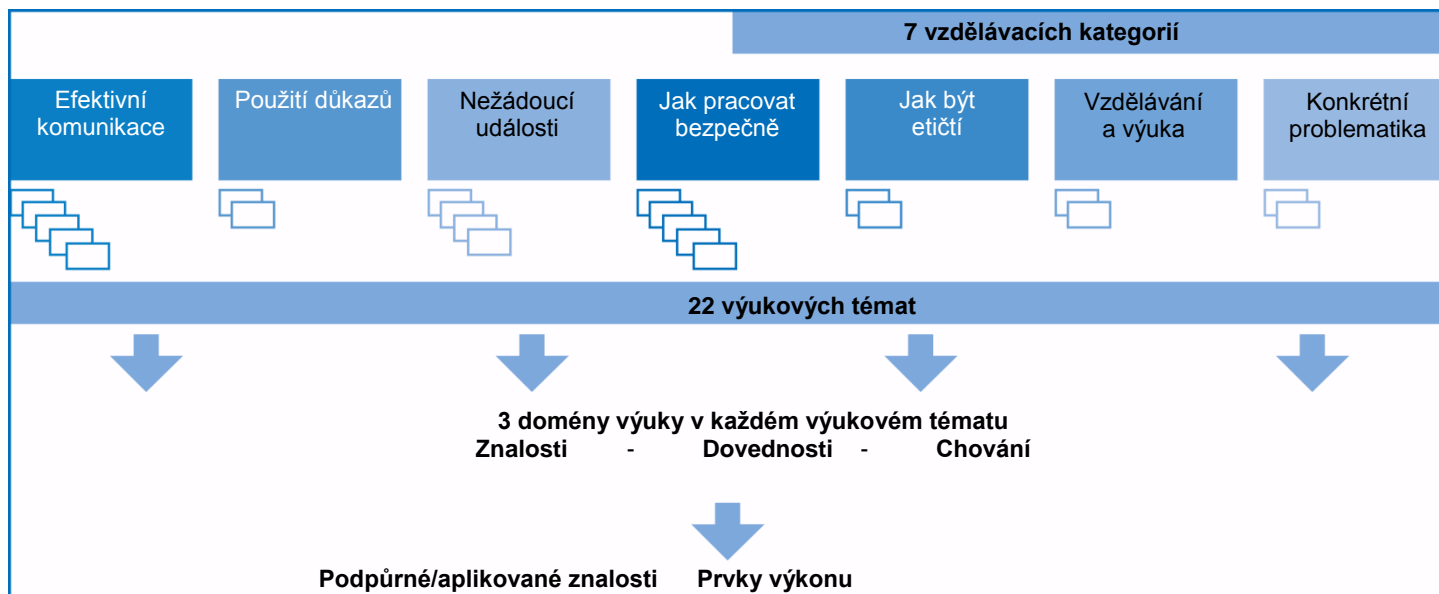 7 vzdělávacích kategorií
Efektivní
komunikace
Použití důkazů
Nežádoucí
události
Jak pracovat
bezpečně
Jak být
etičtí
Vzdělávání
a výuka
Konkrétní
problematika
22 výukových témat
3 domény výuky v každém výukovém tématu
Znalosti - Dovednosti - Chování
Podpůrné/aplikované znalosti Prvky výkonu